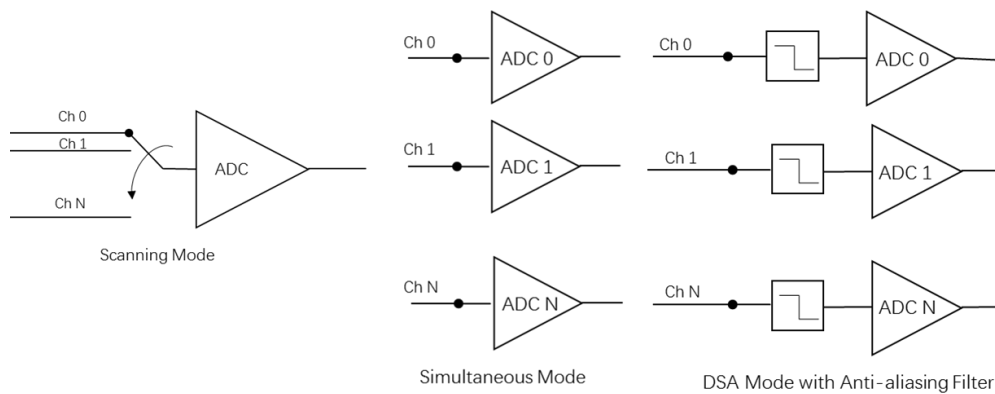 Ch 0
Ch 1
Ch N
ADC
Scanning Mode
Ch 0
ADC 0
Ch 1
ADC 1
Ch N
ADC N
Simultaneous Mode
Ch 0
ADC 0
Ch 1
ADC 1
Ch N
ADC N
DSA Mode with Anti-aliasing Filter